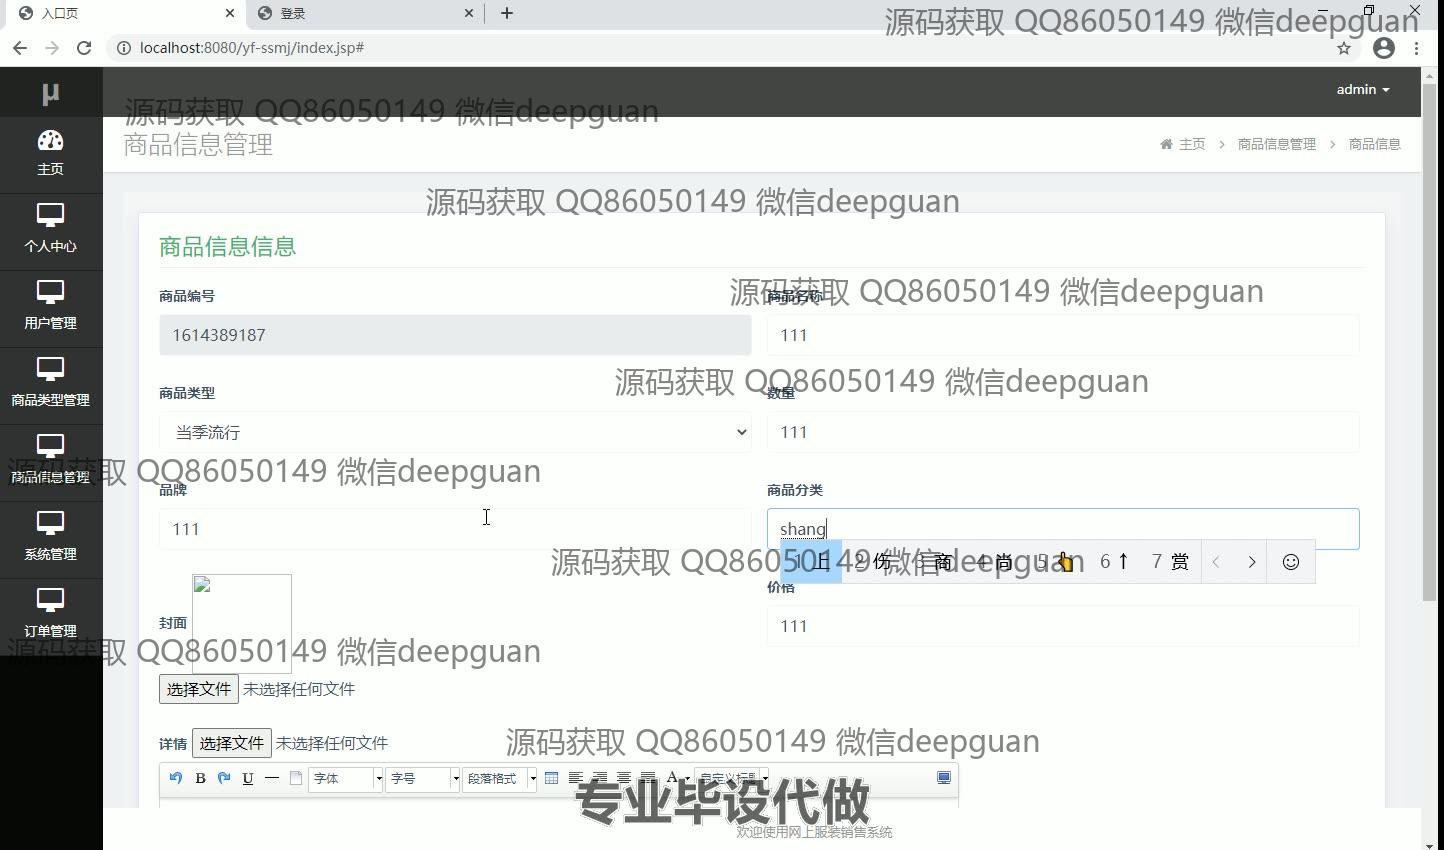 入口页
登录
源码获取 QQ86050149 微信deepguan
localhost:8080/yf-ssmj/index.jsp#
μ
admin
源码获取 QQ86050149 微信deepguan
商品信息管理
主页 > 商品信息管理 > 商品信息
主页
源码获取 QQ86050149 微信deepguan
个人中心
商品信息信息
源码获取 QQ86050149 微信deepguan
商品编号
商品名称
用户管理
1614389187
111
源码获取 QQ86050149 微信deepguan
商品类型
数量
商品类型管理
当季流行
111
源码获取 QQ86050149 微信deepguan
商品信息管理
品牌
商品分类
111
shang
系统管理
源码获取 QQ86050149 微信deepguan
1 上 2 伤 3 商 4 尚 5 👆 6 ↑ 7 赏
价格
封面
111
订单管理
源码获取 QQ86050149 微信deepguan
选择文件 未选择任何文件
详情 选择文件 未选择任何文件
源码获取 QQ86050149 微信deepguan
B U 字体 字号 段落格式 A 自定义标题
专业毕设代做
欢迎使用网上服装销售系统